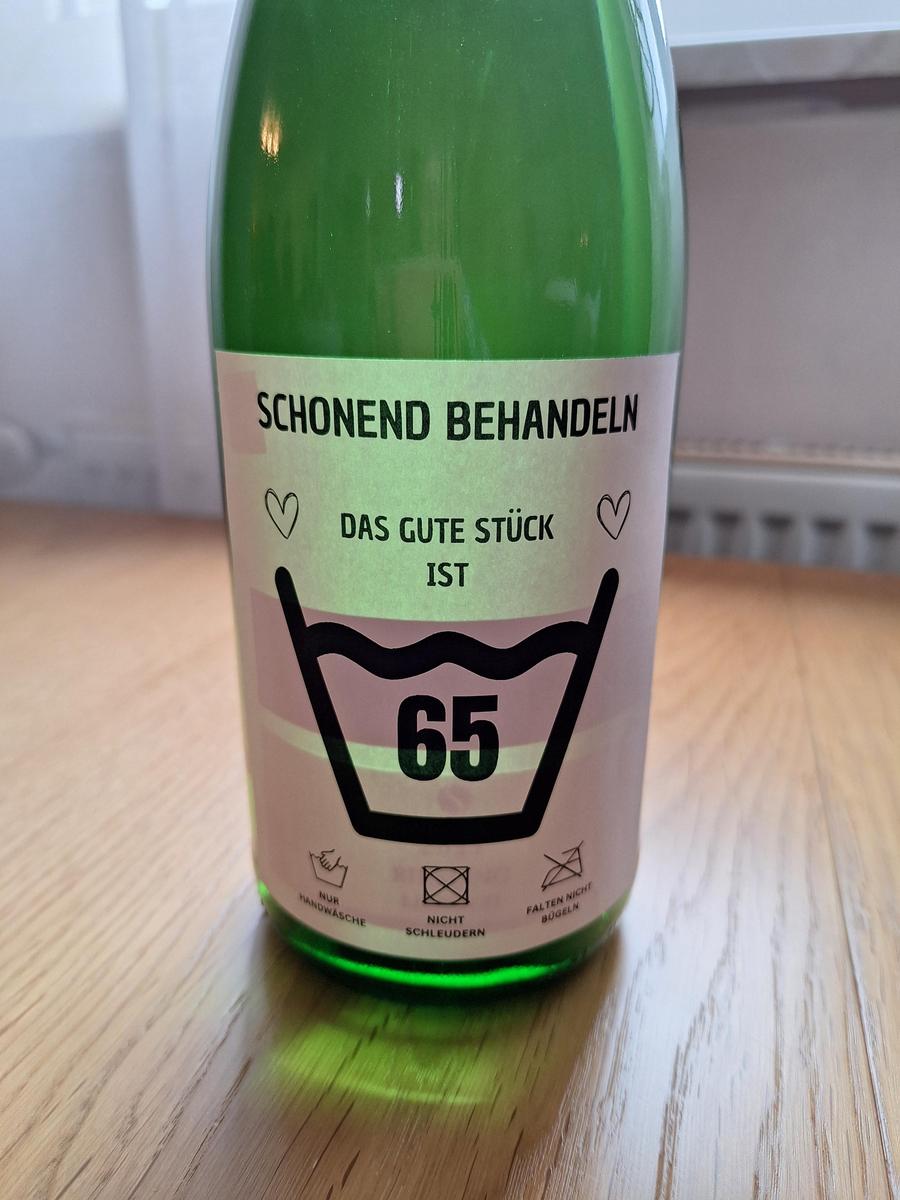 SCHONEND BEHANDELN
DAS GUTE STÜCK
IST
65
NUR
HANDWÄSCHE
NICHT
SCHLEUDERN
FALTEN NICHT
BÜGELN